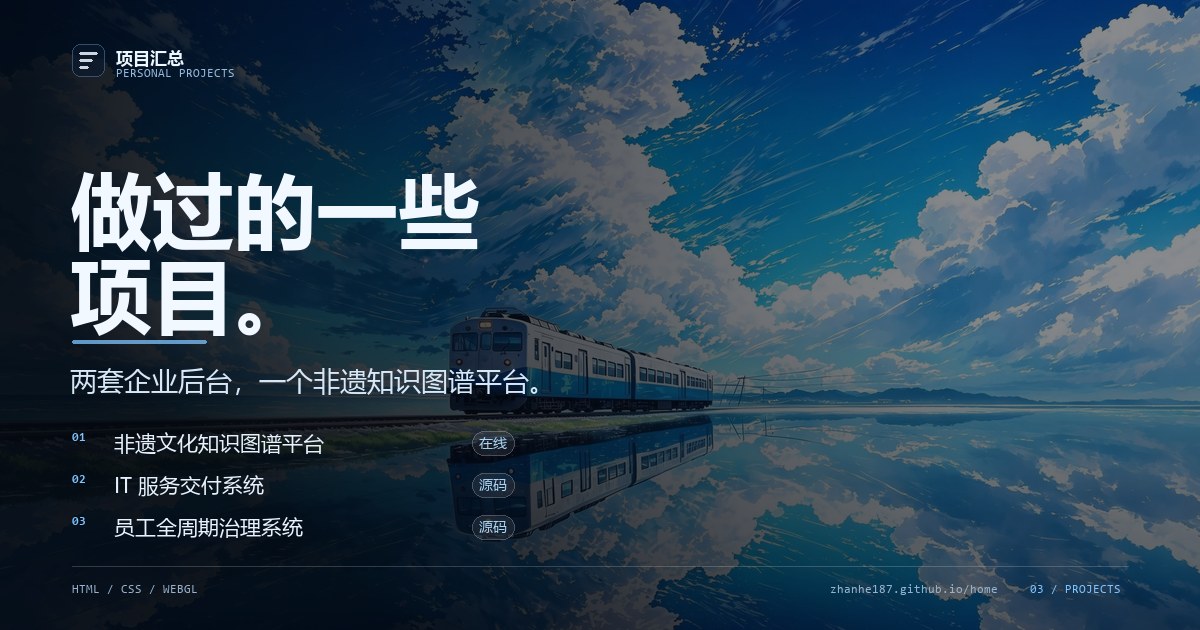 项目汇总
PERSONAL PROJECTS
做过的一些
项目。
两套企业后台，一个非遗知识图谱平台。
01 非遗文化知识图谱平台 在线
02 IT 服务交付系统 源码
03 员工全周期治理系统 源码
HTML / CSS / WEBGL zhanhe187.github.io/home 03 / PROJECTS